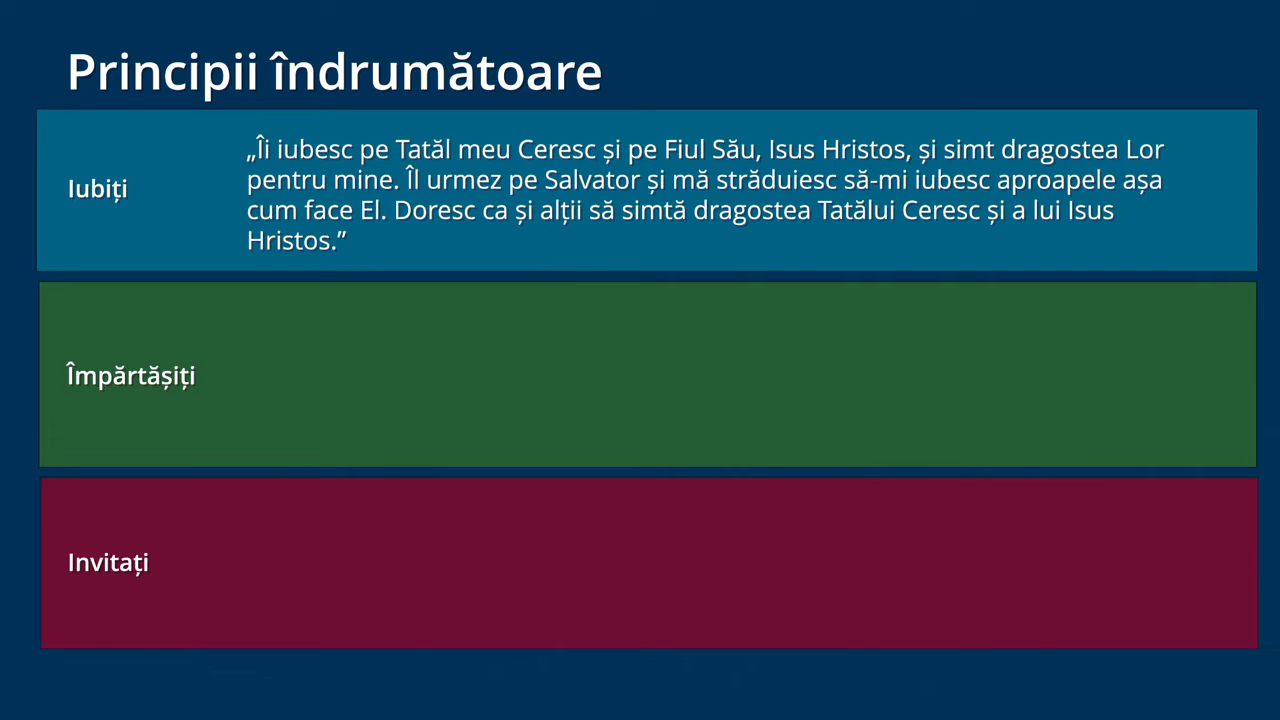 Principii îndrumătoare
Iubiți
„Îi iubesc pe Tatăl meu Ceresc și pe Fiul Său, Isus Hristos, și simt dragostea Lor
pentru mine. Îl urmez pe Salvator și mă străduiesc să-mi iubesc aproapele așa
cum face El. Doresc ca și alții să simtă dragostea Tatălui Ceresc și a lui Isus
Hristos.”
Împărtășiți
Invitați